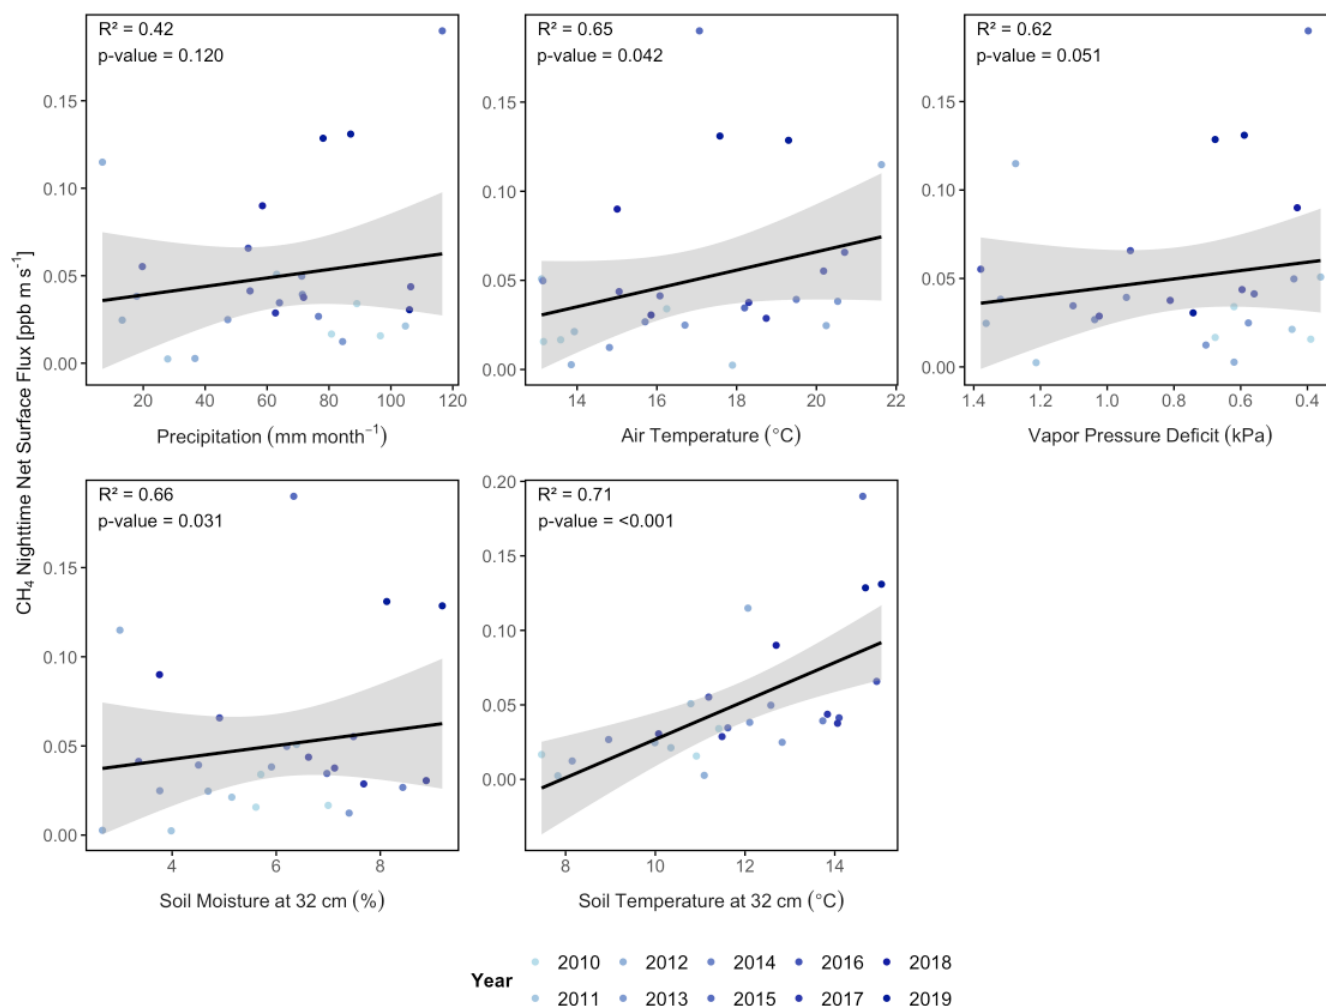 R² = 0.42
p-value = 0.120
R² = 0.65
p-value = 0.042
R² = 0.62
p-value = 0.051
0.15
0.10
0.05
0.00
0.15
0.10
0.05
0.00
0.15
0.10
0.05
0.00
20 40 60 80 100 120
14 16 18 20 22
1.4 1.2 1.0 0.8 0.6 0.4
Precipitation (mm month⁻¹)
Air Temperature (°C)
Vapor Pressure Deficit (kPa)
CH₄ Nighttime Net Surface Flux [ppb m s⁻¹]
R² = 0.66
p-value = 0.031
R² = 0.71
p-value = <0.001
0.15
0.10
0.05
0.00
0.20
0.15
0.10
0.05
0.00
4 6 8
8 10 12 14
Soil Moisture at 32 cm (%)
Soil Temperature at 32 cm (°C)
Year
2010 2012 2014 2016 2018
2011 2013 2015 2017 2019